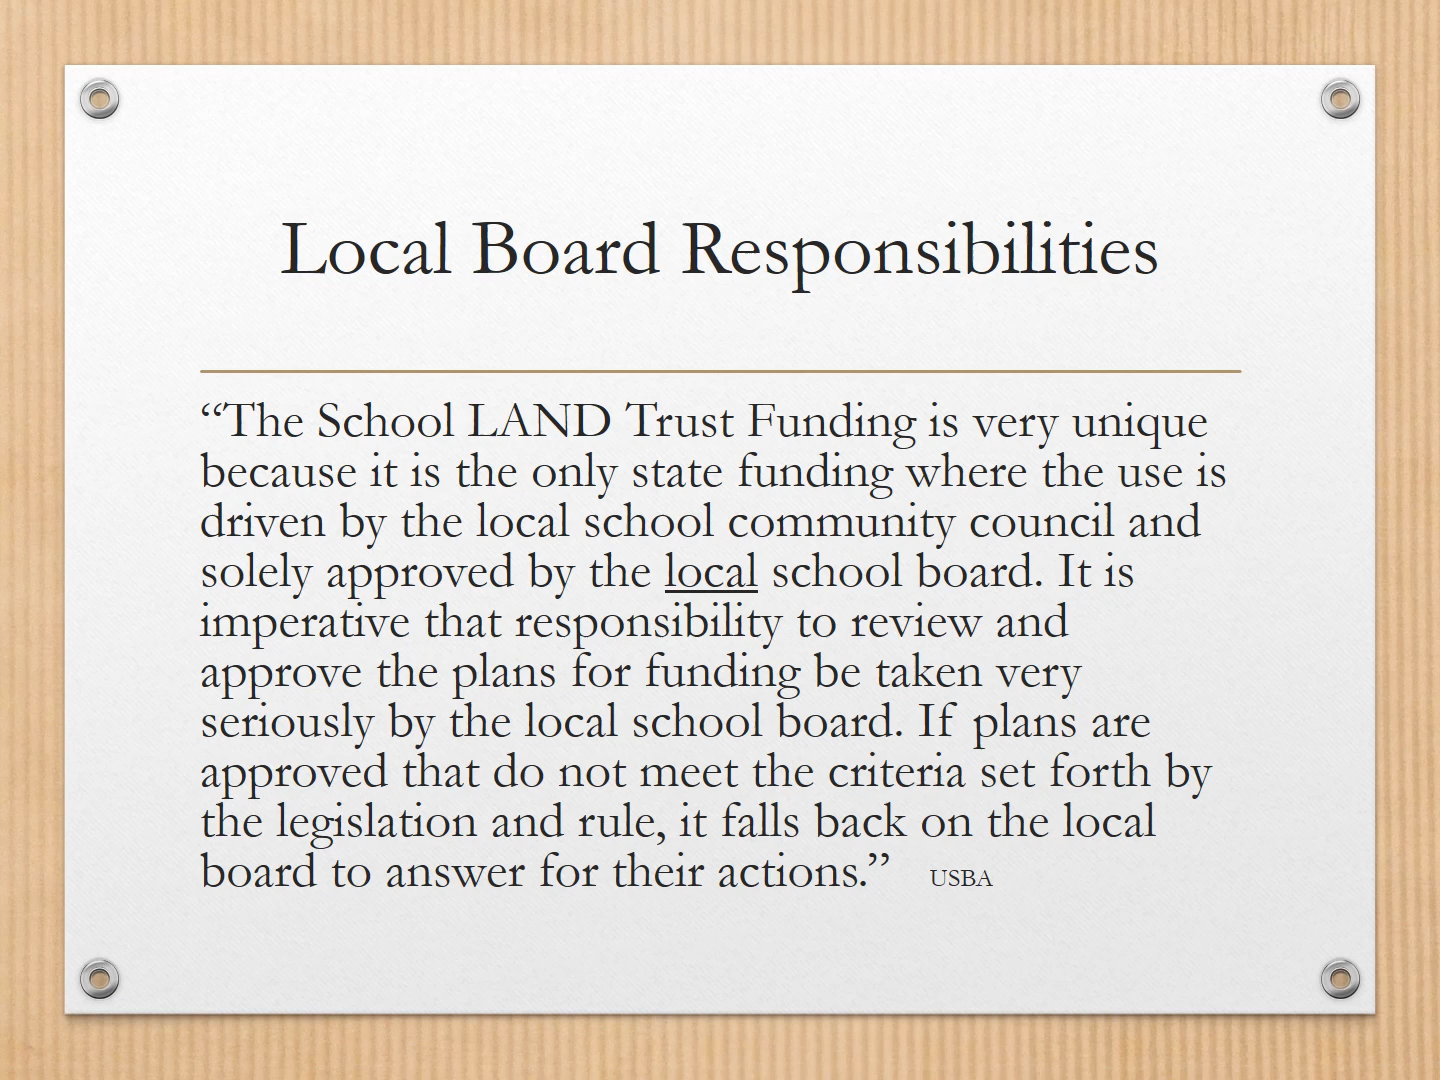 Local Board Responsibilities
“The School LAND Trust Funding is very unique
because it is the only state funding where the use is
driven by the local school community council and
solely approved by the local school board. It is
imperative that responsibility to review and
approve the plans for funding be taken very
seriously by the local school board. If plans are
approved that do not meet the criteria set forth by
the legislation and rule, it falls back on the local
board to answer for their actions.” USBA